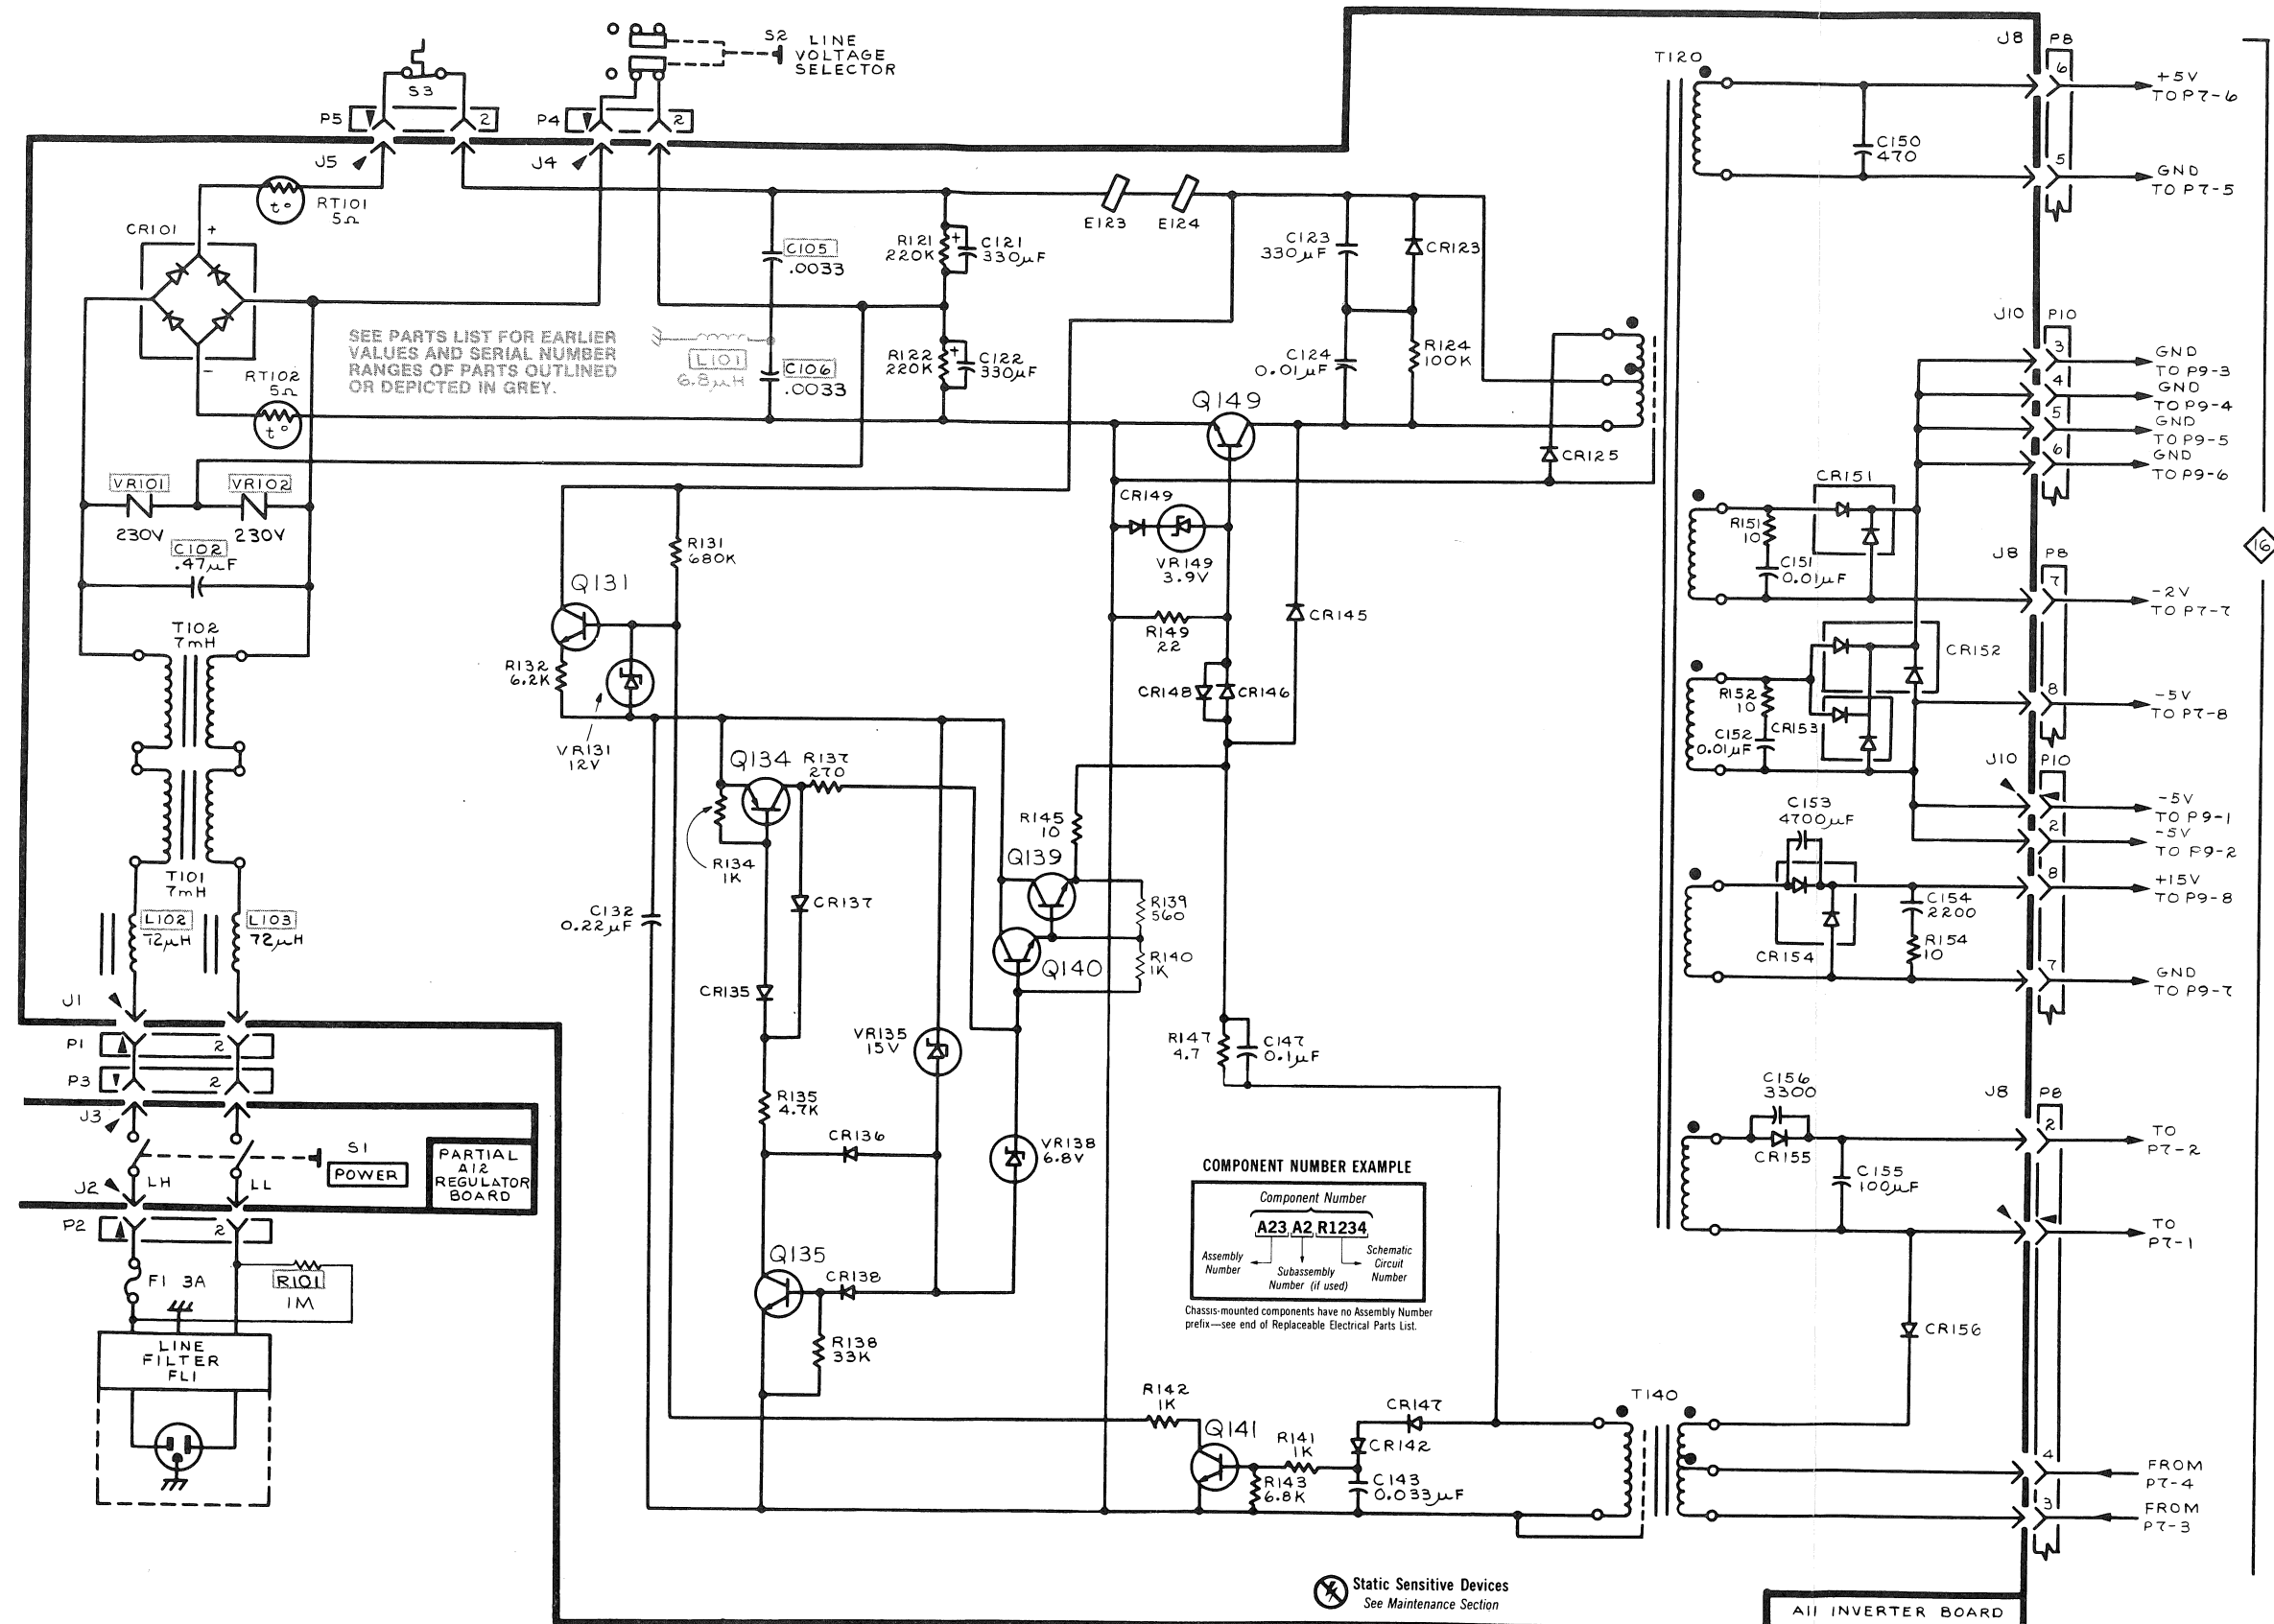 S2 LINE
VOLTAGE
SELECTOR
S3
P5 2
P4 2
J5
J4
T120
J8 P8
6
+5V
TO P7-6
C150
470
5
GND
TO P7-5
RT101
5Ω
t°
CR101 +
-
RT102
5Ω
t°
SEE PARTS LIST FOR EARLIER
VALUES AND SERIAL NUMBER
RANGES OF PARTS OUTLINED
OR DEPICTED IN GREY.
L101
6.8µH
C105
.0033
C106
.0033
R121
220K
+
C121
330µF
R122
220K
+
C122
330µF
E123
E124
C123
330µF
CR123
C124
0.01µF
R124
100K
Q149
CR125
J10 P10
3
GND
TO P9-3
4
GND
TO P9-4
5
GND
TO P9-5
6
GND
TO P9-6
16
VR101
230V
VR102
230V
C102
.47µF
T102
7mH
T101
7mH
L102
72µH
L103
72µH
J1
P1 2
P3 2
J3
S1
POWER
LH
LL
PARTIAL
A12
REGULATOR
BOARD
J2
P2 2
F1 3A
R101
1M
LINE
FILTER
FL1
R131
680K
Q131
R132
6.2K
VR131
12V
CR149
VR149
3.9V
R149
22
CR148
CR146
CR145
Q134
R137
270
R134
1K
CR137
C132
0.22µF
CR135
R135
4.7K
CR136
VR135
15V
R145
10
Q139
Q140
R139
560
R140
1K
VR138
6.8V
R147
4.7
C147
0.1µF
Q135
CR138
R138
33K
R142
1K
Q141
R141
1K
R143
6.8K
CR147
CR142
C143
0.033µF
T140
CR151
R151
10
C151
0.01µF
J8 P8
7
-2V
TO P7-7
CR152
R152
10
C152
0.01µF
CR153
8
-5V
TO P7-8
J10 P10
-5V
TO P9-1
2
-5V
TO P9-2
C153
4700µF
CR154
C154
2200
R154
10
8
+15V
TO P9-8
7
GND
TO P9-7
C156
3300
CR155
C155
100µF
J8 P8
2
TO
P7-2
TO
P7-1
CR156
4
FROM
P7-4
3
FROM
P7-3
COMPONENT NUMBER EXAMPLE
Component Number
A23 A2 R1234
Assembly
Number
Subassembly
Number (if used)
Schematic
Circuit
Number
Chassis-mounted components have no Assembly Number
prefix—see end of Replaceable Electrical Parts List.
Static Sensitive Devices
See Maintenance Section
A11 INVERTER BOARD